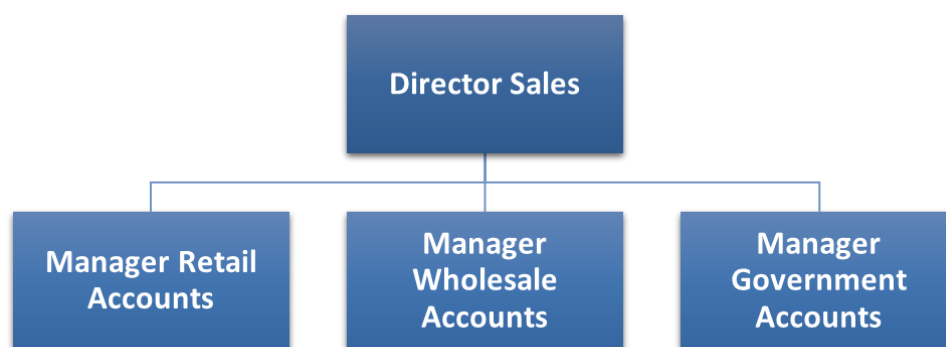 Director Sales
Manager Retail
Accounts
Manager
Wholesale
Accounts
Manager
Government
Accounts